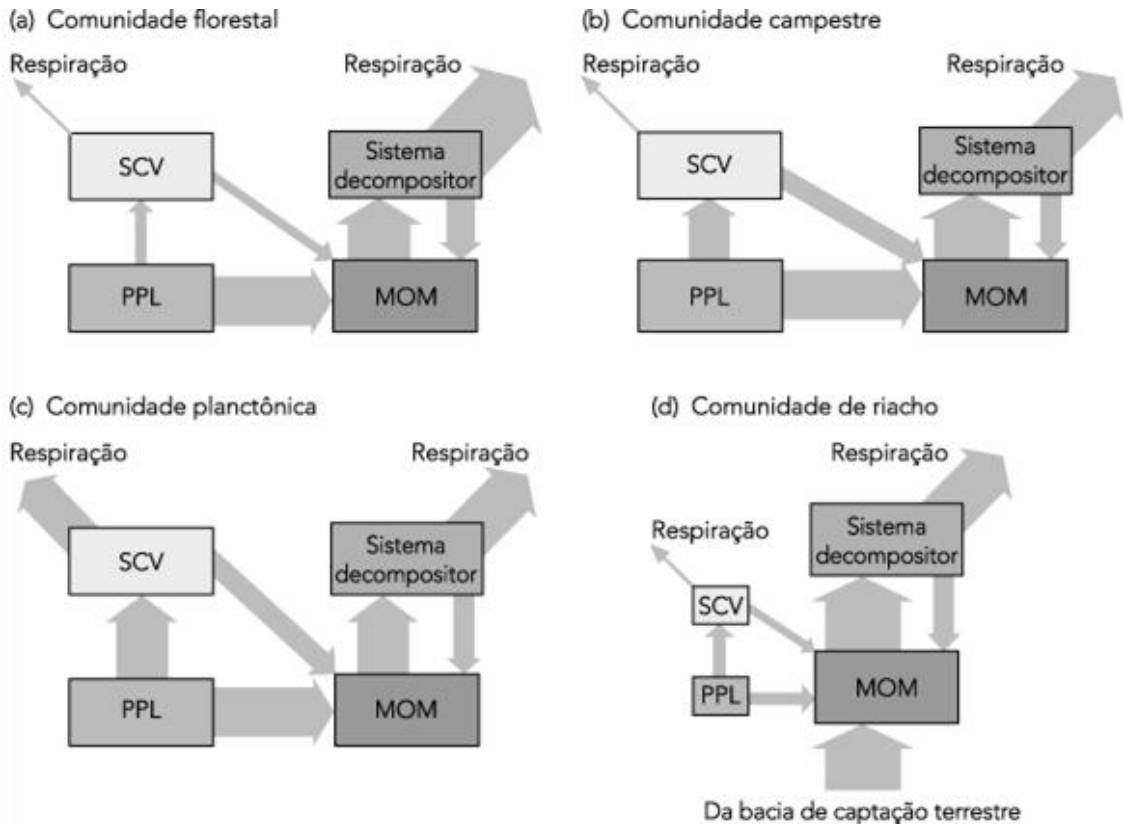 (a) Comunidade florestal
Respiração
Respiração
SCV
Sistema
decompositor
PPL
MOM
(b) Comunidade campestre
Respiração
Respiração
SCV
Sistema
decompositor
PPL
MOM
(c) Comunidade planctônica
Respiração
Respiração
SCV
Sistema
decompositor
PPL
MOM
(d) Comunidade de riacho
Respiração
Respiração
Sistema
decompositor
SCV
PPL
MOM
Da bacia de captação terrestre